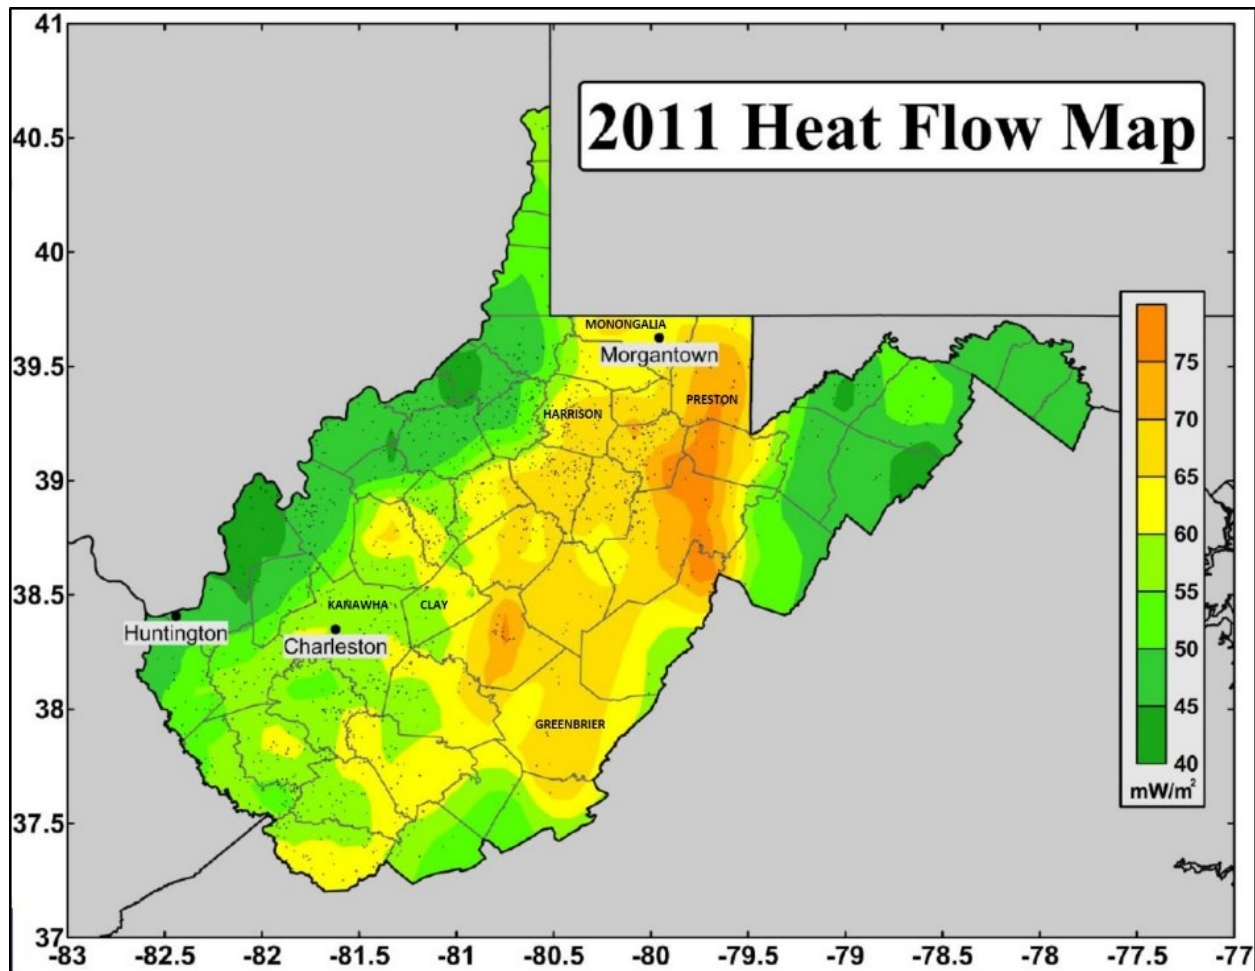 2011 Heat Flow Map
41
40.5
40
39.5
39
38.5
38
37.5
37
-83
-82.5
-82
-81.5
-81
-80.5
-80
-79.5
-79
-78.5
-78
-77.5
-77
MONONGALIA
Morgantown
HARRISON
PRESTON
KANAWHA
CLAY
Huntington
Charleston
GREENBRIER
75
70
65
60
55
50
45
40
mW/m²